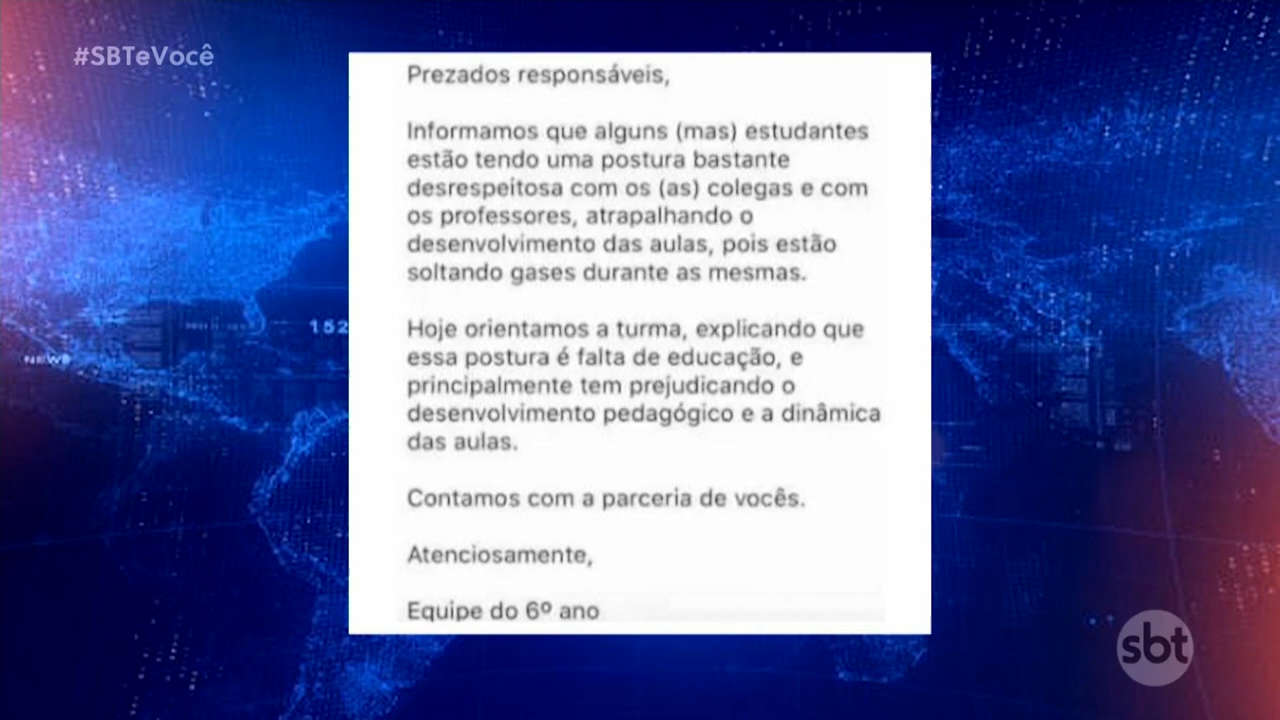 #SBTeVocê
Prezados responsáveis,
Informamos que alguns (mas) estudantes
estão tendo uma postura bastante
desrespeitosa com os (as) colegas e com
os professores, atrapalhando o
desenvolvimento das aulas, pois estão
soltando gases durante as mesmas.
Hoje orientamos a turma, explicando que
essa postura é falta de educação, e
principalmente tem prejudicando o
desenvolvimento pedagógico e a dinâmica
das aulas.
Contamos com a parceria de vocês.
Atenciosamente,
Equipe do 6º ano
152
NEWS
sbt